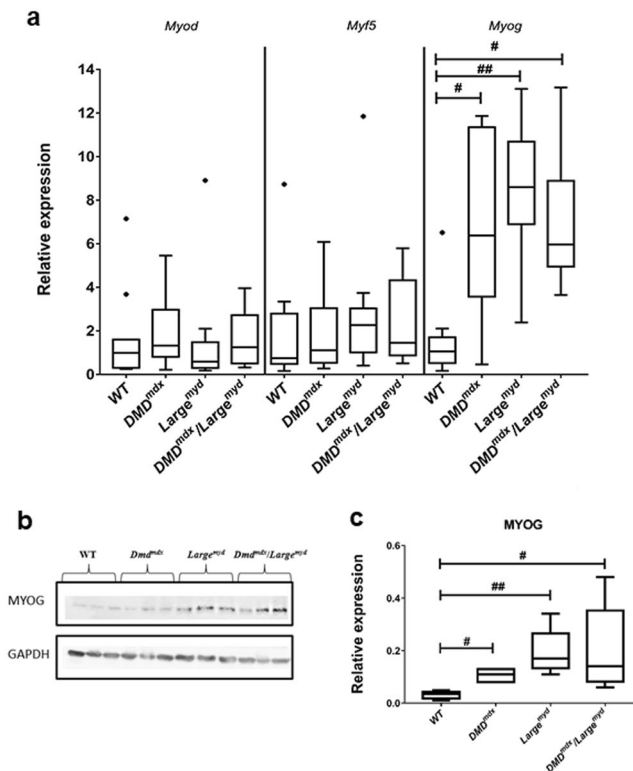 a
Myod Myf5 Myog
#
##
#
Relative expression
14
12
10
8
6
4
2
0
WT DMDmdx Largemyd DMDmdx/Largemyd WT DMDmdx Largemyd DMDmdx/Largemyd WT DMDmdx Largemyd DMDmdx/Largemyd
b
WT Dmdmdx Largemyd Dmdmdx/Largemyd
MYOG
GAPDH
c
MYOG
Relative expression
0.6
0.4
0.2
0.0
#
##
#
WT DMDmdx Largemyd DMDmdx/Largemyd